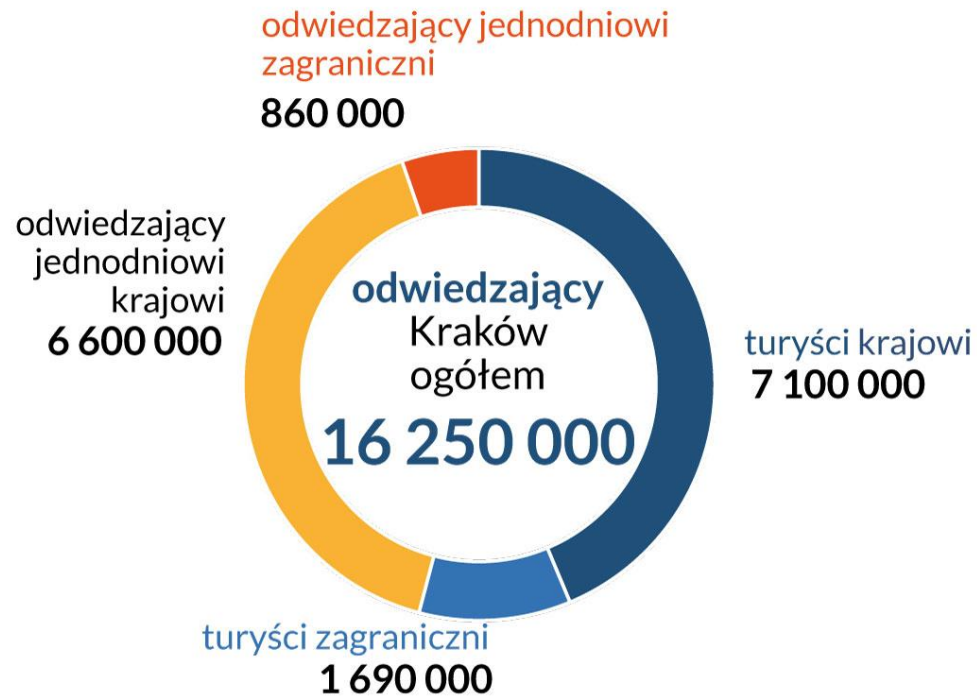 odwiedzający jednodniowi
zagraniczni
860 000
odwiedzający
jednodniowi
krajowi
6 600 000
odwiedzający
Kraków
ogółem
16 250 000
turyści krajowi
7 100 000
turyści zagraniczni
1 690 000